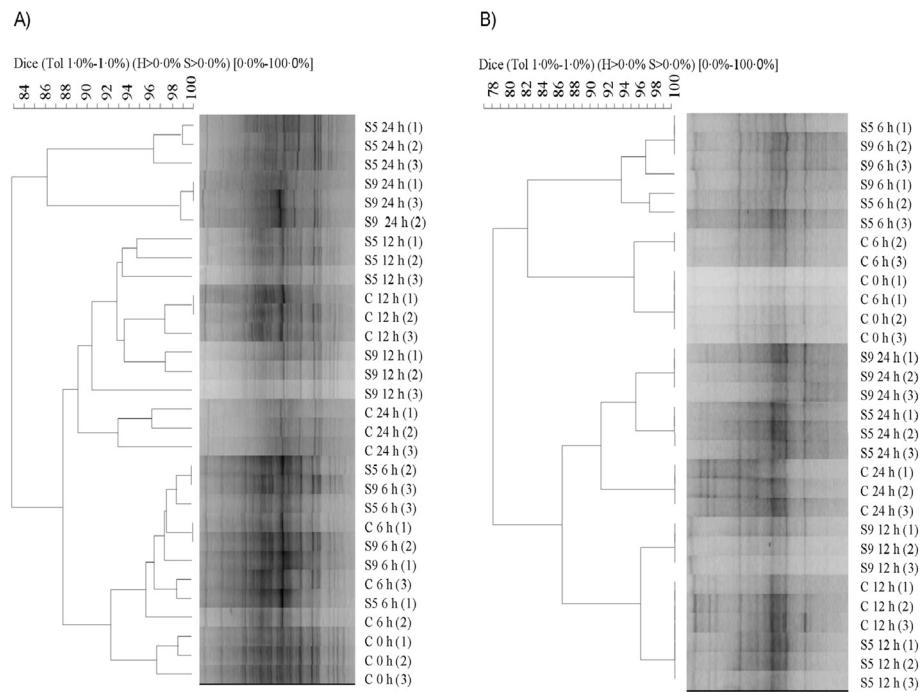 A)
Dice (Tol 1·0%-1·0%) (H>0·0% S>0·0%) [0·0%-100·0%]
84 86 88 90 92 94 96 98 100
S5 24 h (1)
S5 24 h (2)
S5 24 h (3)
S9 24 h (1)
S9 24 h (3)
S9 24 h (2)
S5 12 h (1)
S5 12 h (2)
S5 12 h (3)
C 12 h (1)
C 12 h (2)
C 12 h (3)
S9 12 h (1)
S9 12 h (2)
S9 12 h (3)
C 24 h (1)
C 24 h (2)
C 24 h (3)
S5 6 h (2)
S9 6 h (3)
S5 6 h (3)
C 6 h (1)
S9 6 h (2)
S9 6 h (1)
C 6 h (3)
S5 6 h (1)
C 6 h (2)
C 0 h (1)
C 0 h (2)
C 0 h (3)
B)
Dice (Tol 1·0%-1·0%) (H>0·0% S>0·0%) [0·0%-100·0%]
78 80 82 84 86 88 90 92 94 96 98 100
S5 6 h (1)
S9 6 h (2)
S9 6 h (3)
S9 6 h (1)
S5 6 h (2)
S5 6 h (3)
C 6 h (2)
C 6 h (3)
C 0 h (1)
C 6 h (1)
C 0 h (2)
C 0 h (3)
S9 24 h (1)
S9 24 h (2)
S9 24 h (3)
S5 24 h (1)
S5 24 h (2)
S5 24 h (3)
C 24 h (1)
C 24 h (2)
C 24 h (3)
S9 12 h (1)
S9 12 h (2)
S9 12 h (3)
C 12 h (1)
C 12 h (2)
C 12 h (3)
S5 12 h (1)
S5 12 h (2)
S5 12 h (3)